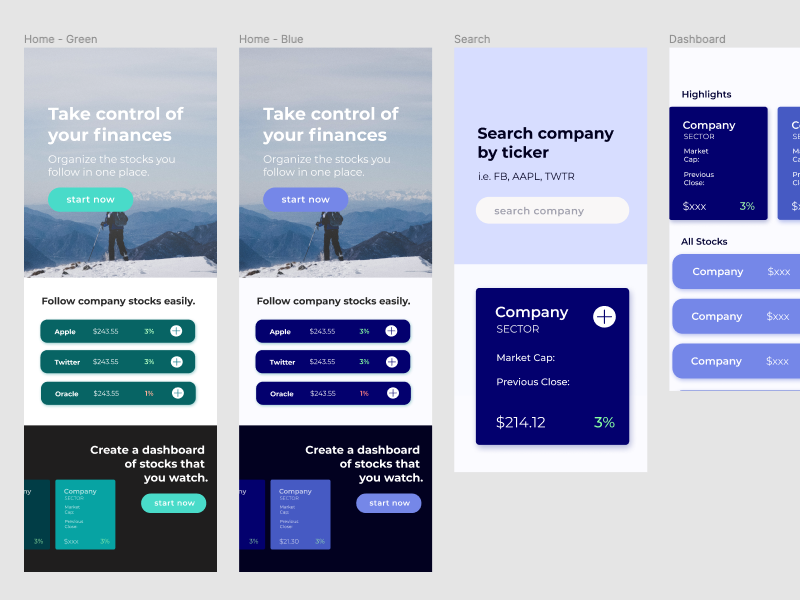 Home - Green
Take control of
your finances
Organize the stocks you
follow in one place.
start now
Follow company stocks easily.
Apple $243.55 3%
Twitter $243.55 3%
Oracle $243.55 1%
Create a dashboard
of stocks that
you watch.
start now
3%
Company
SECTOR
Market
Cap:
Previous
Close:
$xxx 3%
Home - Blue
Take control of
your finances
Organize the stocks you
follow in one place.
start now
Follow company stocks easily.
Apple $243.55 3%
Twitter $243.55 3%
Oracle $243.55 1%
Create a dashboard
of stocks that
you watch.
start now
3%
Company
SECTOR
Market
Cap:
Previous
Close:
$21.30 3%
Search
Search company
by ticker
i.e. FB, AAPL, TWTR
search company
Company
SECTOR
Market Cap:
Previous Close:
$214.12 3%
Dashboard
Highlights
Company
SECTOR
Market
Cap:
Previous
Close:
$xxx 3%
All Stocks
Company $xxx
Company $xxx
Company $xxx